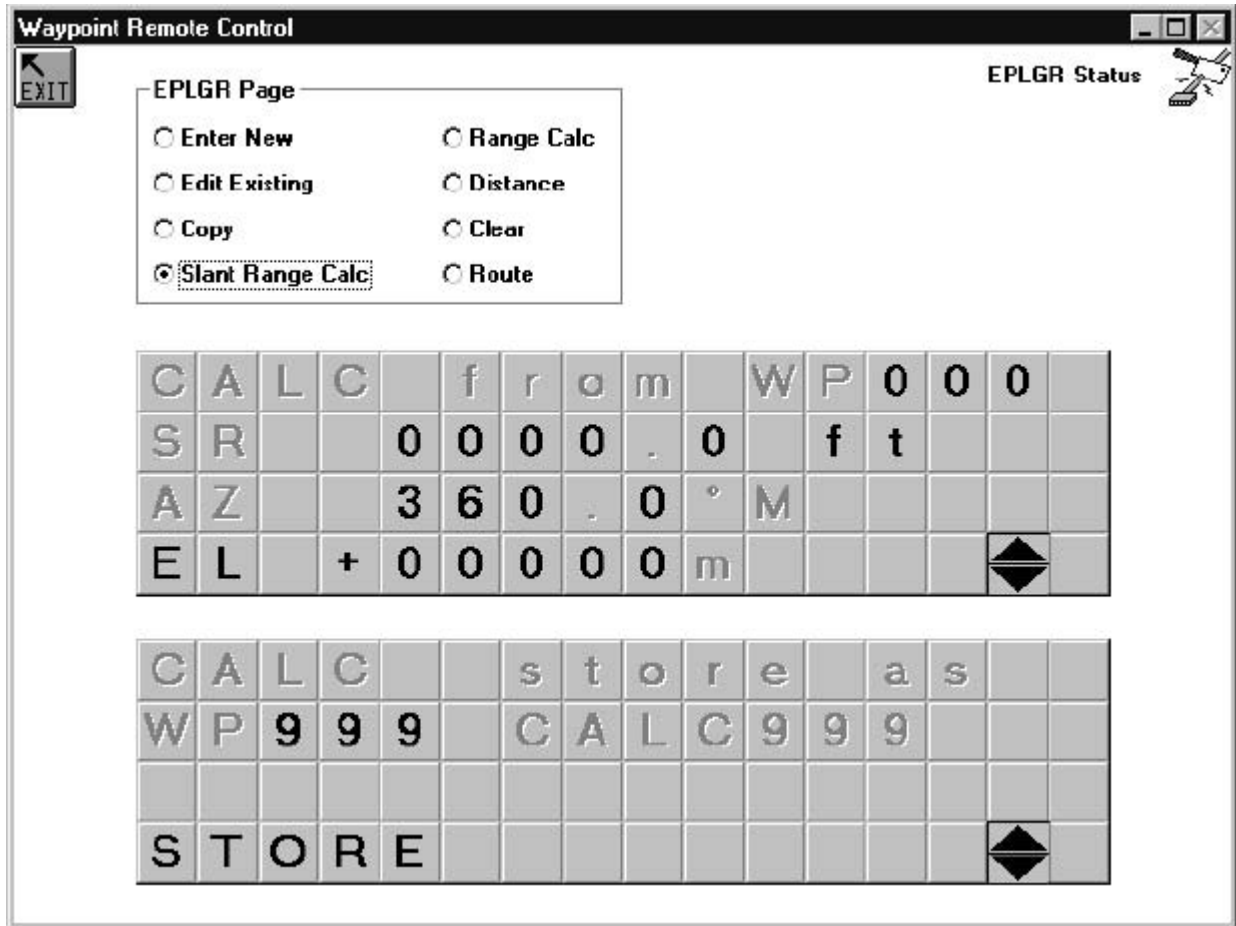 Waypoint Remote Control
EXIT
EPLGR Status
EPLGR Page
Enter New
Range Calc
Edit Existing
Distance
Copy
Clear
Slant Range Calc
Route
CALC from WP000
SR 0000.0 ft
AZ 360.0°M
EL +00000m
CALC store as
WP999 CALC999
STORE